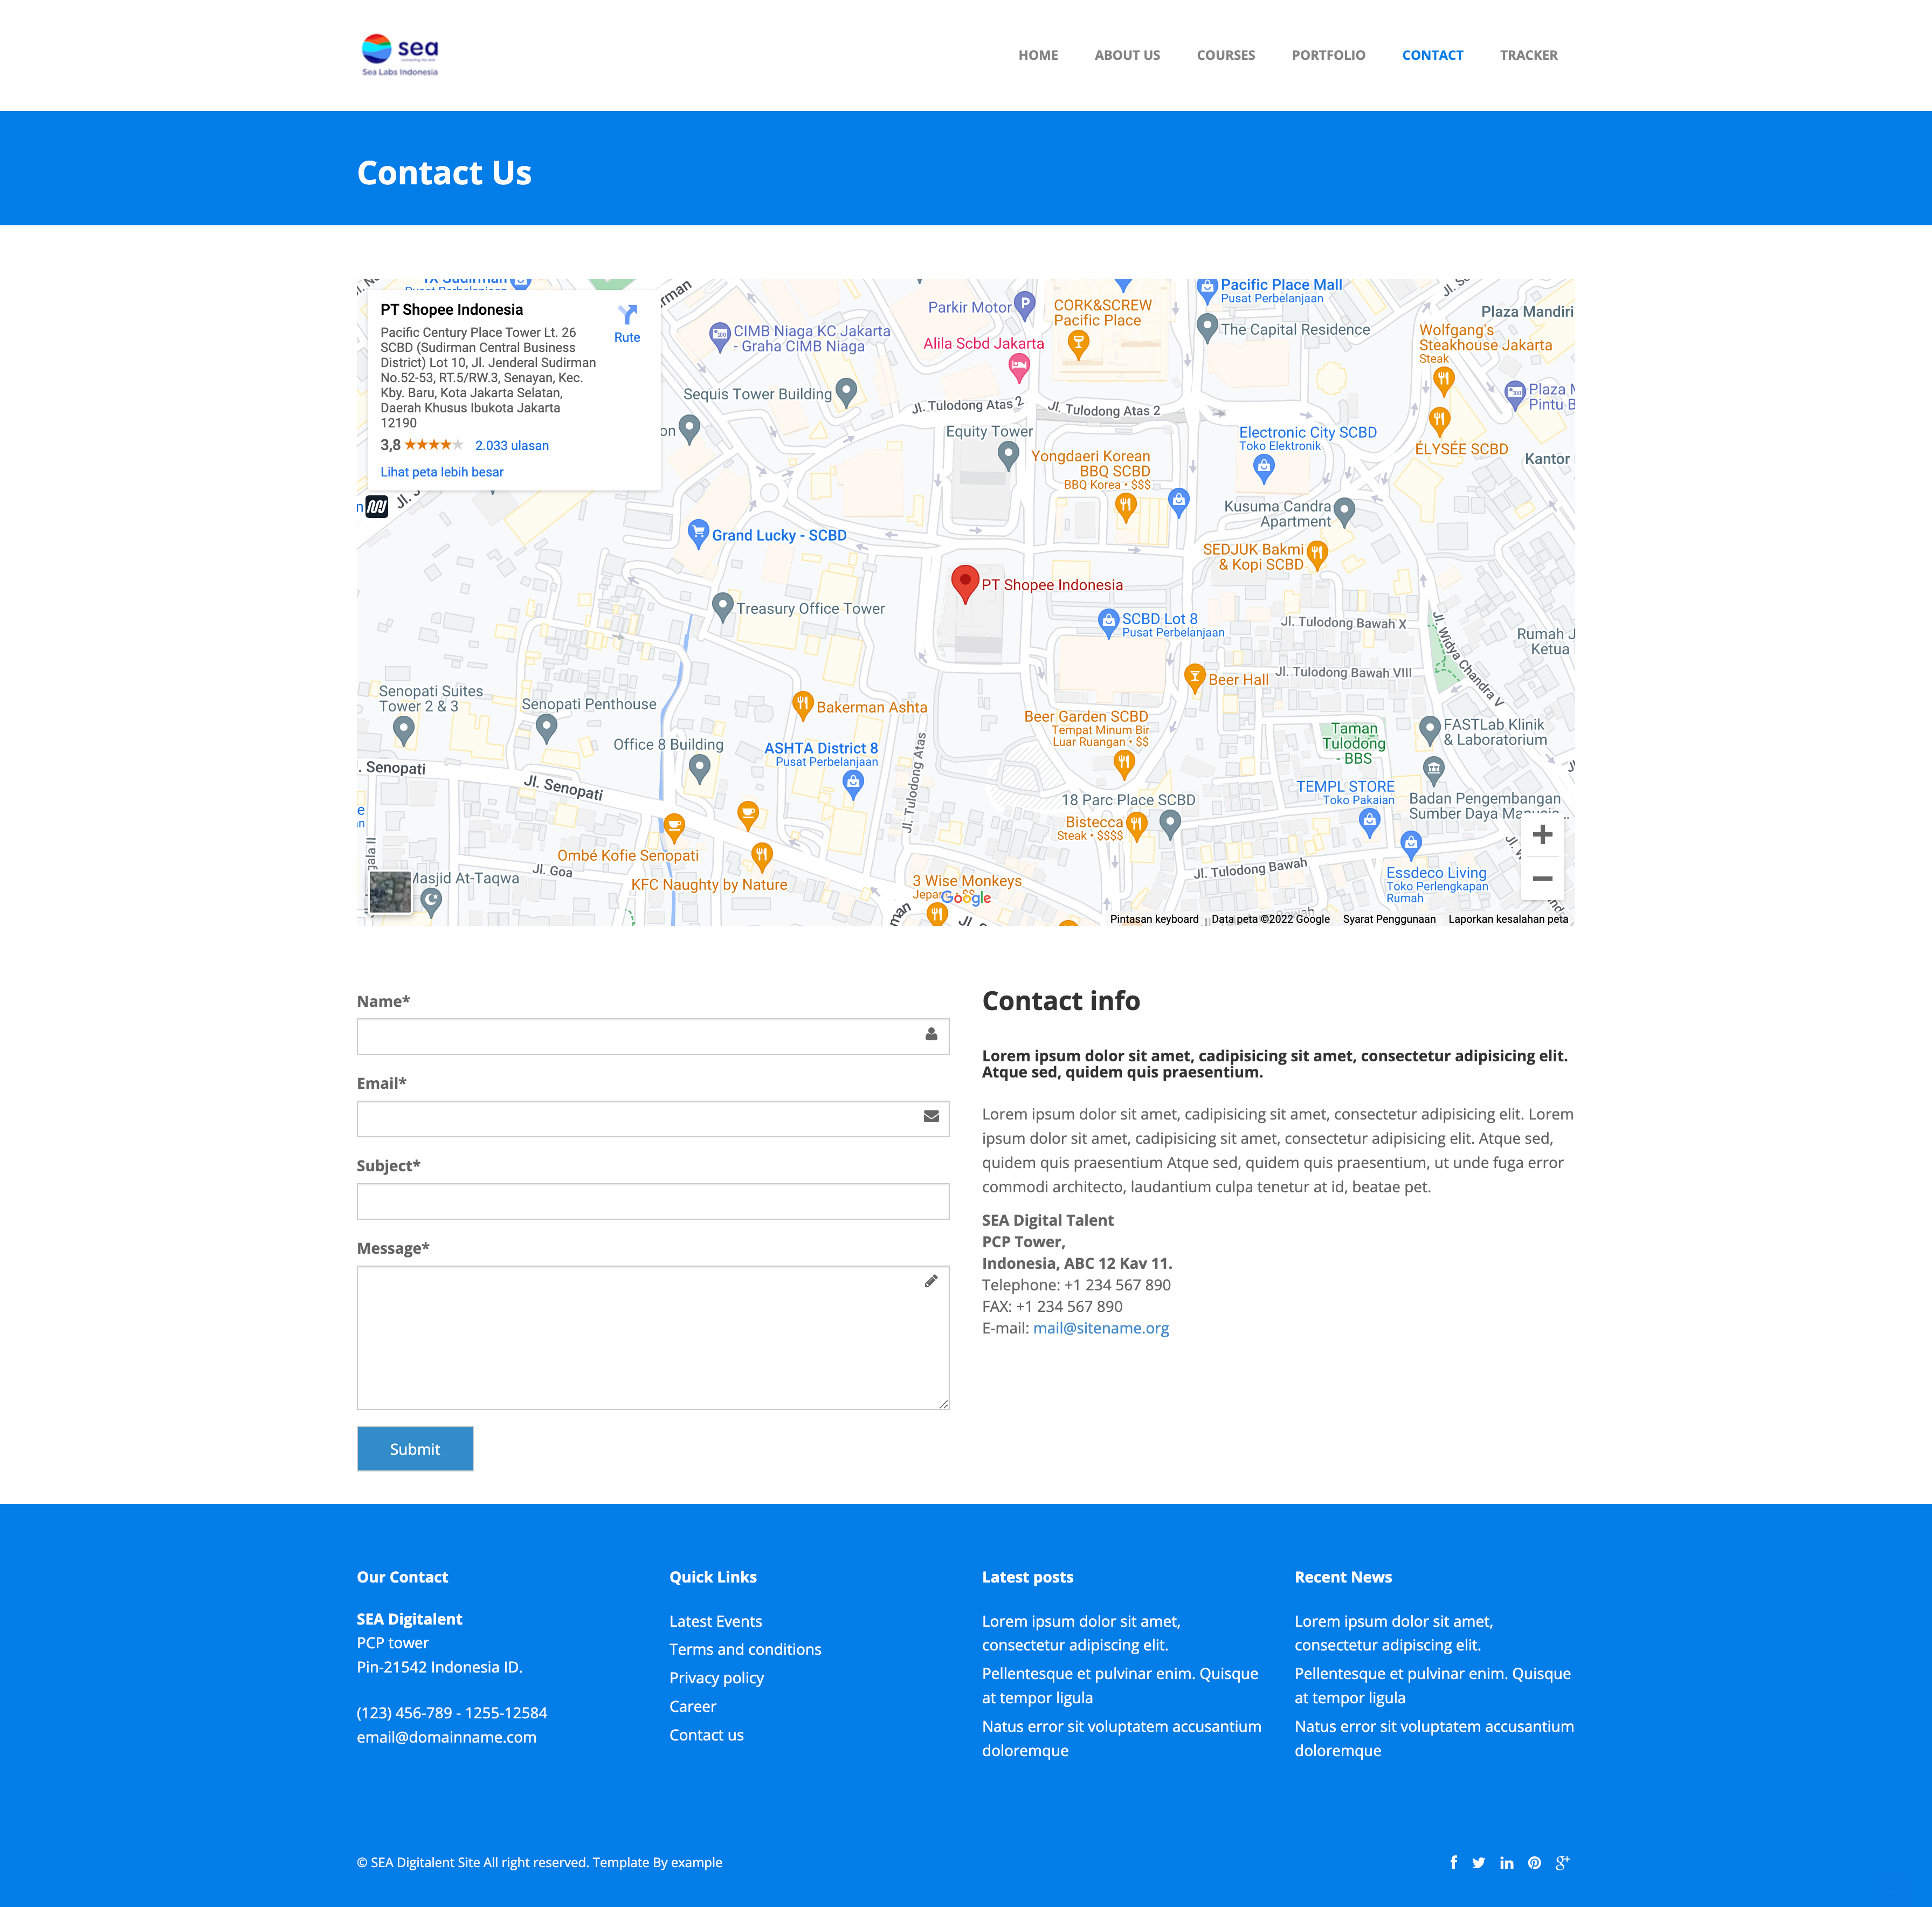 sea
Sea Labs Indonesia
HOME ABOUT US COURSES PORTFOLIO CONTACT TRACKER
Contact Us
PT Shopee Indonesia
Rute
Pacific Century Place Tower Lt. 26
SCBD (Sudirman Central Business
District) Lot 10, Jl. Jenderal Sudirman
No.52-53, RT.5/RW.3, Senayan, Kec.
Kby. Baru, Kota Jakarta Selatan,
Daerah Khusus Ibukota Jakarta
12190
3,8 2.033 ulasan
Lihat peta lebih besar
Parkir Motor
CORK&SCREW
Pacific Place
Pacific Place Mall
Pusat Perbelanjaan
The Capital Residence
Plaza Mandiri
Wolfgang's
Steakhouse Jakarta
Steak
CIMB Niaga KC Jakarta
- Graha CIMB Niaga
Alila Scbd Jakarta
Sequis Tower Building
Jl. Tulodong Atas 2
Jl. Tulodong Atas 2
Plaza M
Pintu B
Equity Tower
Electronic City SCBD
Toko Elektronik
ÉLYSÉE SCBD
Kantor
Yongdaeri Korean
BBQ SCBD
BBQ Korea • $$$
Kusuma Candra
Apartment
Grand Lucky - SCBD
SEDJUK Bakmi
& Kopi SCBD
PT Shopee Indonesia
Treasury Office Tower
SCBD Lot 8
Pusat Perbelanjaan
Jl. Tulodong Bawah X
Jl. Widya Chandra V
Rumah J
Ketua
Beer Hall
Jl. Tulodong Bawah VIII
Senopati Suites
Tower 2 & 3
Senopati Penthouse
Bakerman Ashta
Beer Garden SCBD
Tempat Minum Bir
Luar Ruangan • $$
Taman
Tulodong
- BBS
FASTLab Klinik
& Laboratorium
Office 8 Building
ASHTA District 8
Pusat Perbelanjaan
Jl. Tulodong Atas
. Senopati
Jl. Senopati
18 Parc Place SCBD
TEMPL STORE
Toko Pakaian
Badan Pengembangan
Sumber Daya Manusia ..
Bistecca
Steak • $$$$
Ombé Kofie Senopati
Jl. Goa
KFC Naughty by Nature
Masjid At-Taqwa
3 Wise Monkeys
Google
Jl. Tulodong Bawah
Essdeco Living
Toko Perlengkapan
Rumah
Pintasan keyboard Data peta ©2022 Google Syarat Penggunaan Laporkan kesalahan peta
Name*
Email*
Subject*
Message*
Submit
Contact info
Lorem ipsum dolor sit amet, cadipisicing sit amet, consectetur adipisicing elit.
Atque sed, quidem quis praesentium.
Lorem ipsum dolor sit amet, cadipisicing sit amet, consectetur adipisicing elit. Lorem
ipsum dolor sit amet, cadipisicing sit amet, consectetur adipisicing elit. Atque sed,
quidem quis praesentium Atque sed, quidem quis praesentium, ut unde fuga error
commodi architecto, laudantium culpa tenetur at id, beatae pet.
SEA Digital Talent
PCP Tower,
Indonesia, ABC 12 Kav 11.
Telephone: +1 234 567 890
FAX: +1 234 567 890
E-mail: mail@sitename.org
Our Contact
SEA Digitalent
PCP tower
Pin-21542 Indonesia ID.
(123) 456-789 - 1255-12584
email@domainname.com
Quick Links
Latest Events
Terms and conditions
Privacy policy
Career
Contact us
Latest posts
Lorem ipsum dolor sit amet,
consectetur adipiscing elit.
Pellentesque et pulvinar enim. Quisque
at tempor ligula
Natus error sit voluptatem accusantium
doloremque
Recent News
Lorem ipsum dolor sit amet,
consectetur adipiscing elit.
Pellentesque et pulvinar enim. Quisque
at tempor ligula
Natus error sit voluptatem accusantium
doloremque
© SEA Digitalent Site All right reserved. Template By example